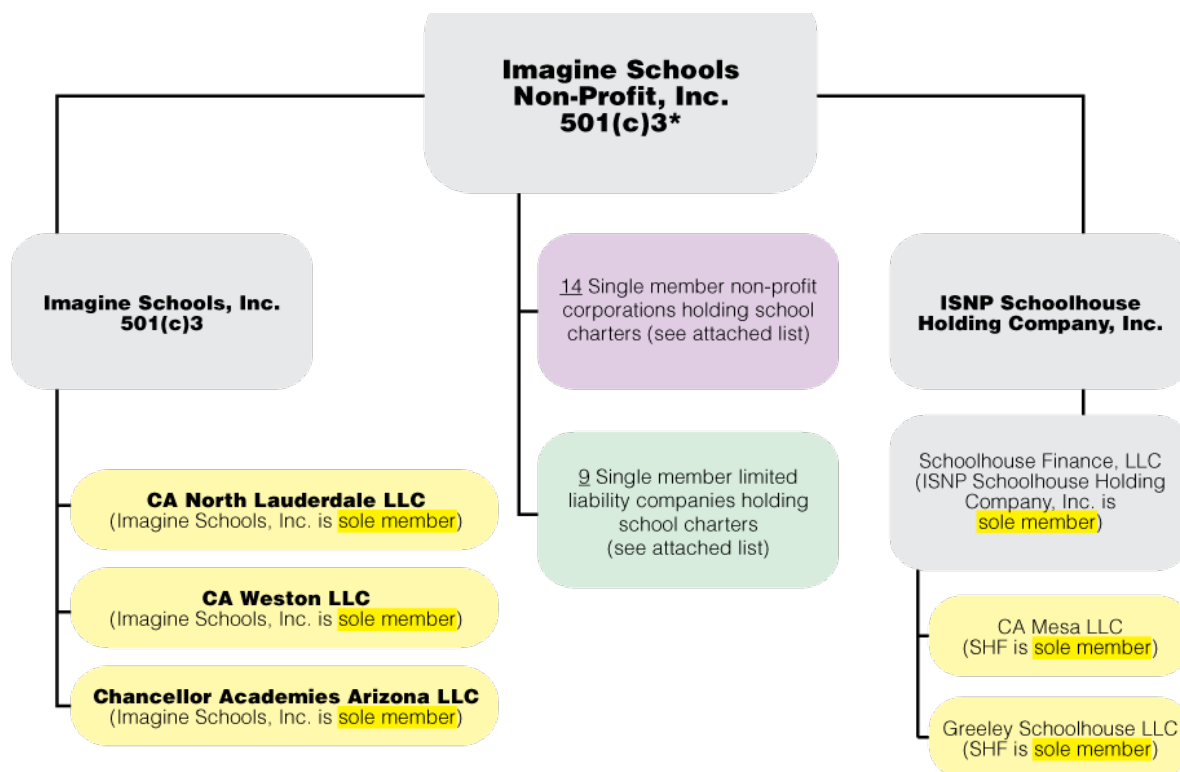 Imagine Schools
Non-Profit, Inc.
501(c)3*
Imagine Schools, Inc.
501(c)3
CA North Lauderdale LLC
(Imagine Schools, Inc. is sole member)
CA Weston LLC
(Imagine Schools, Inc. is sole member)
Chancellor Academies Arizona LLC
(Imagine Schools, Inc. is sole member)
14 Single member non-profit
corporations holding school
charters (see attached list)
9 Single member limited
liability companies holding
school charters
(see attached list)
ISNP Schoolhouse
Holding Company, Inc.
Schoolhouse Finance, LLC
(ISNP Schoolhouse Holding
Company, Inc. is
sole member)
CA Mesa LLC
(SHF is sole member)
Greeley Schoolhouse LLC
(SHF is sole member)